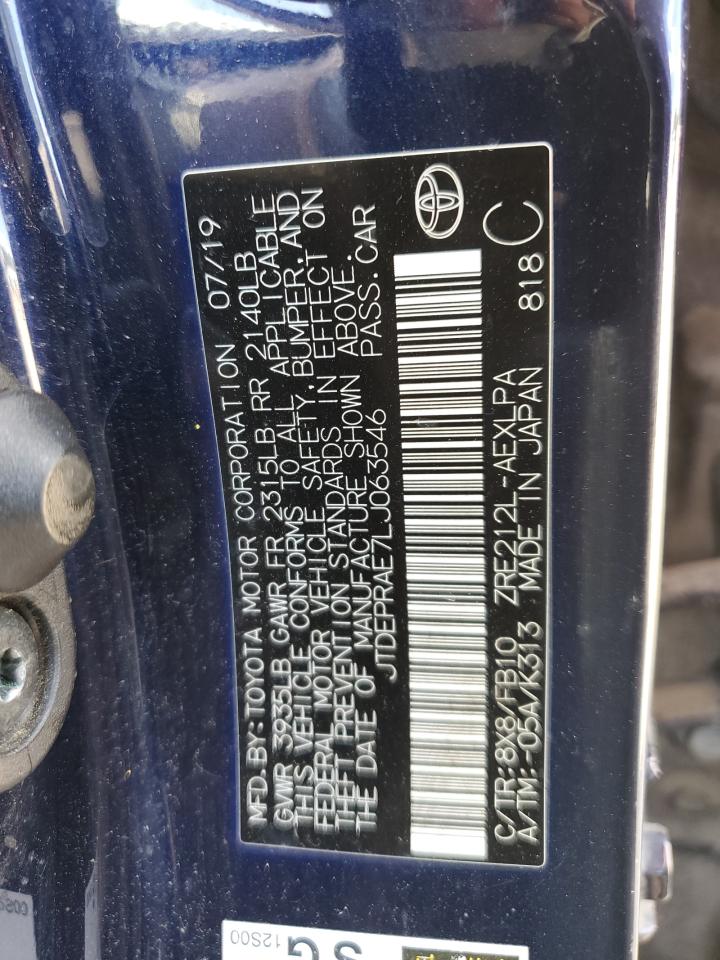 MFD.BY:TOYOTA MOTOR CORPORATION 07/19
GVWR 3935LB GAWR FR 2315LB RR 2140LB
THIS VEHICLE CONFORMS TO ALL APPLICABLE
FEDERAL MOTOR VEHICLE SAFETY,BUMPER,AND
THEFT PREVENTION STANDARDS IN EFFECT ON
THE DATE OF MANUFACTURE SHOWN ABOVE.
JTDEPRAE7LJ063546 PASS.CAR
C/TR:8X8/FB10 ZRE212L-AEXLPA
A/TM:-05A/K313 MADE IN JAPAN 818 C
12S00